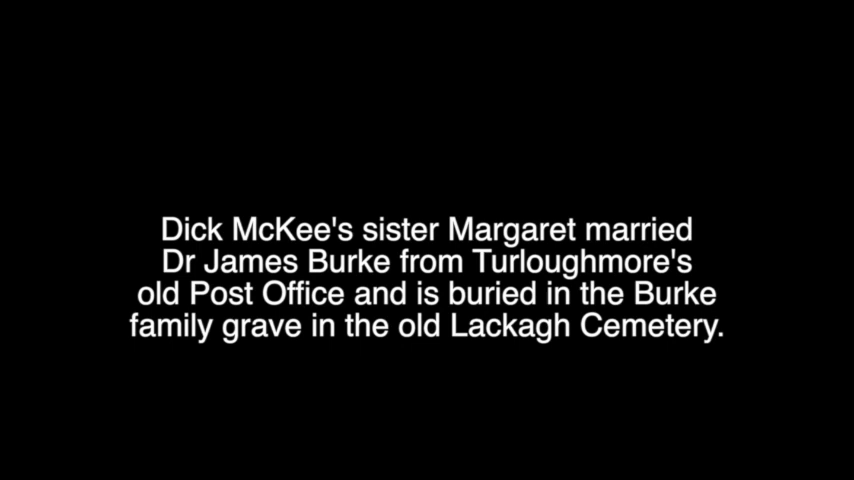 Dick McKee's sister Margaret married
Dr James Burke from Turloughmore's
old Post Office and is buried in the Burke
family grave in the old Lackagh Cemetery.